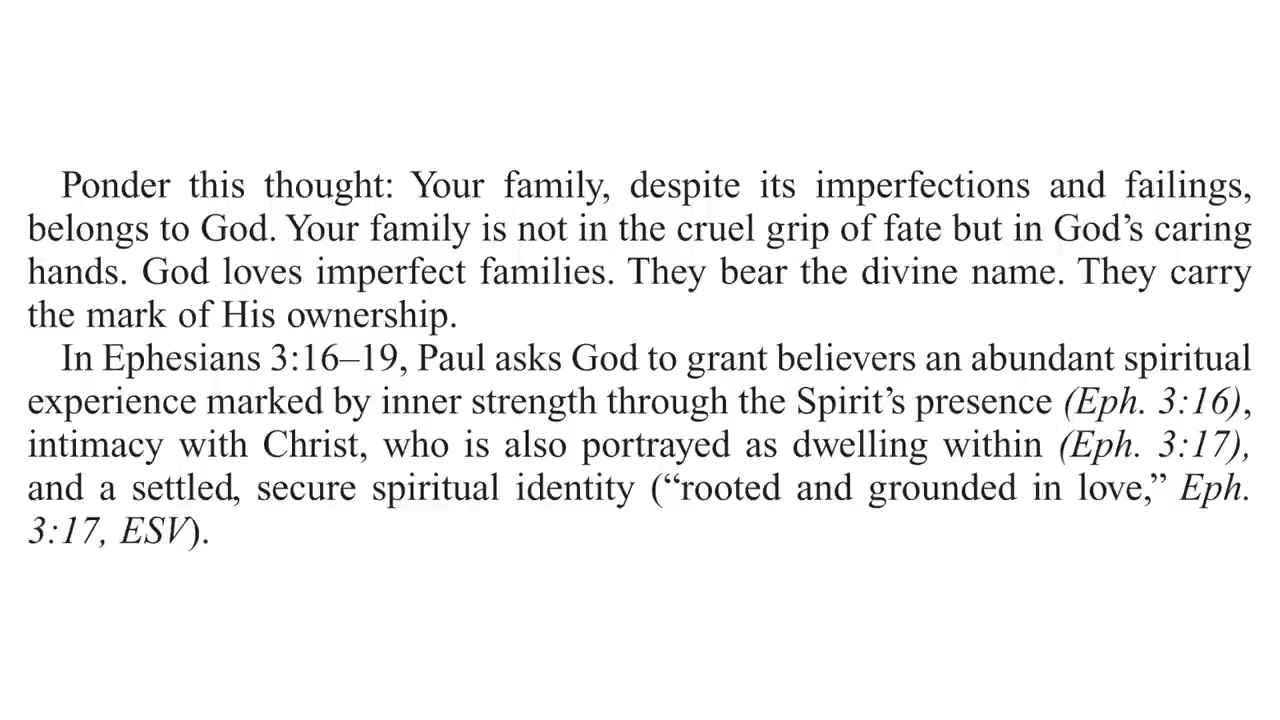 Ponder this thought: Your family, despite its imperfections and failings,
belongs to God. Your family is not in the cruel grip of fate but in God’s caring
hands. God loves imperfect families. They bear the divine name. They carry
the mark of His ownership.
In Ephesians 3:16–19, Paul asks God to grant believers an abundant spiritual
experience marked by inner strength through the Spirit’s presence (Eph. 3:16),
intimacy with Christ, who is also portrayed as dwelling within (Eph. 3:17),
and a settled, secure spiritual identity (“rooted and grounded in love,” Eph.
3:17, ESV).